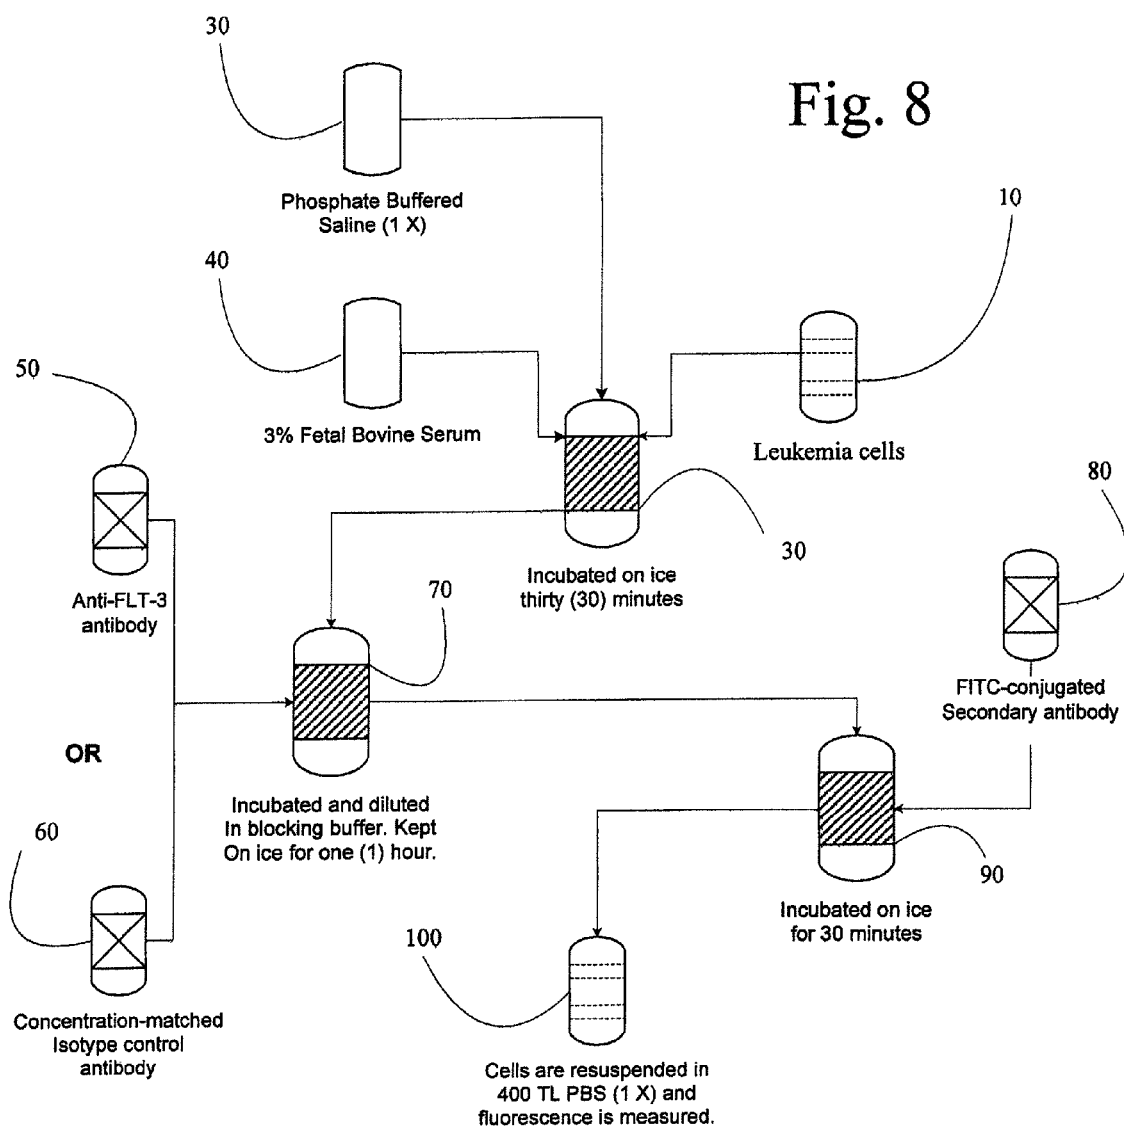 30
Fig. 8
Phosphate Buffered
Saline (1 X)
10
40
50
3% Fetal Bovine Serum
Leukemia cells
80
30
Anti-FLT-3
antibody
Incubated on ice
thirty (30) minutes
70
FITC-conjugated
Secondary antibody
OR
Incubated and diluted
In blocking buffer. Kept
On ice for one (1) hour.
60
90
Incubated on ice
for 30 minutes
100
Concentration-matched
Isotype control
antibody
Cells are resuspended in
400 TL PBS (1 X) and
fluorescence is measured.